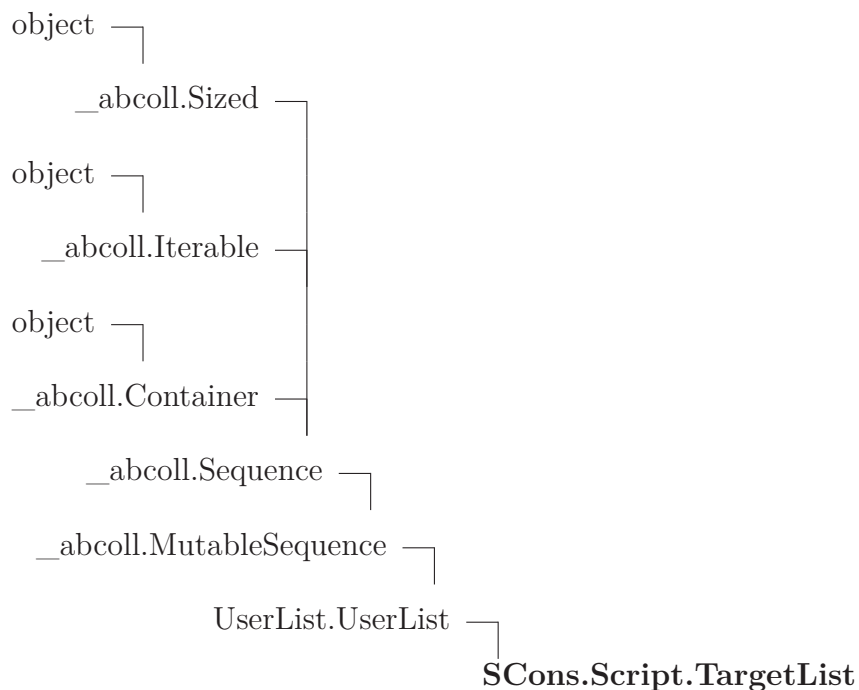 object
_abcoll.Sized
object
_abcoll.Iterable
object
_abcoll.Container
_abcoll.Sequence
_abcoll.MutableSequence
UserList.UserList
SCons.Script.TargetList